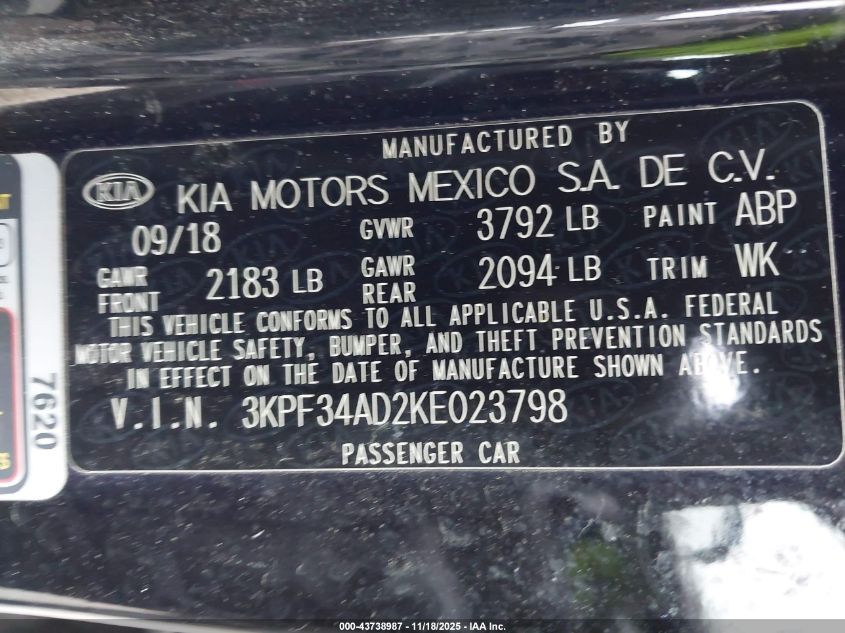 MANUFACTURED BY
KIA KIA MOTORS MEXICO S.A. DE C.V.
09/18 GVWR 3792 LB PAINT ABP
GAWR FRONT 2183 LB GAWR REAR 2094 LB TRIM WK
THIS VEHICLE CONFORMS TO ALL APPLICABLE U.S.A. FEDERAL
MOTOR VEHICLE SAFETY, BUMPER, AND THEFT PREVENTION STANDARDS
IN EFFECT ON THE DATE OF MANUFACTURE SHOWN ABOVE.
V.I.N. 3KPF34AD2KE023798
PASSENGER CAR
7620
000-43738987 - 11/18/2025 - IAA Inc.